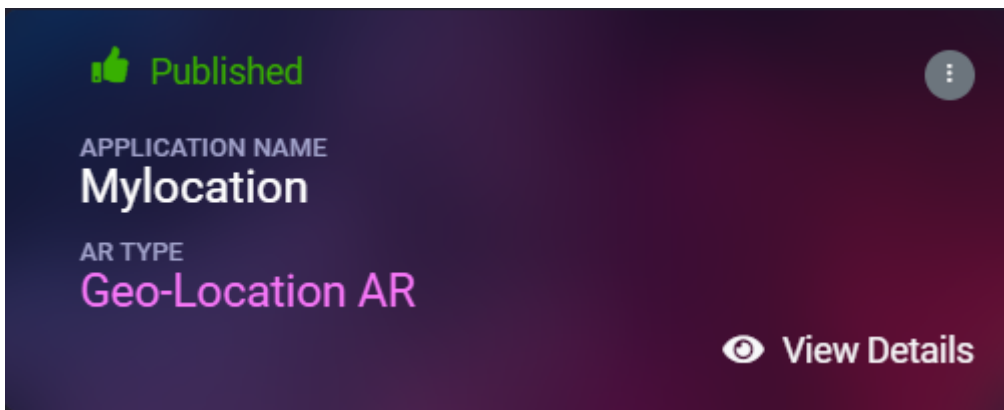 Published
APPLICATION NAME
Mylocation
AR TYPE
Geo-Location AR
View Details